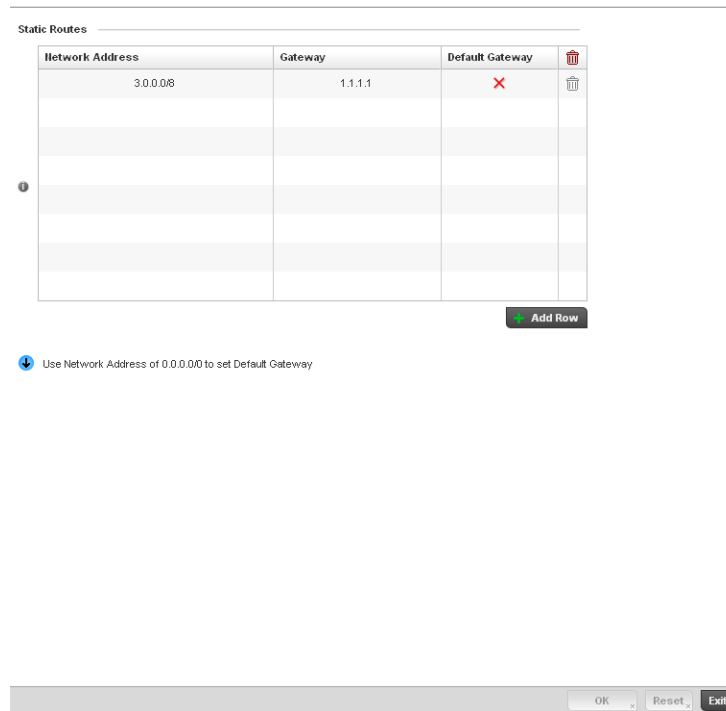 Static Routes
Network Address Gateway Default Gateway
3.0.0.0/8 1.1.1.1
Add Row
Use Network Address of 0.0.0.0/0 to set Default Gateway
OK Reset Exit